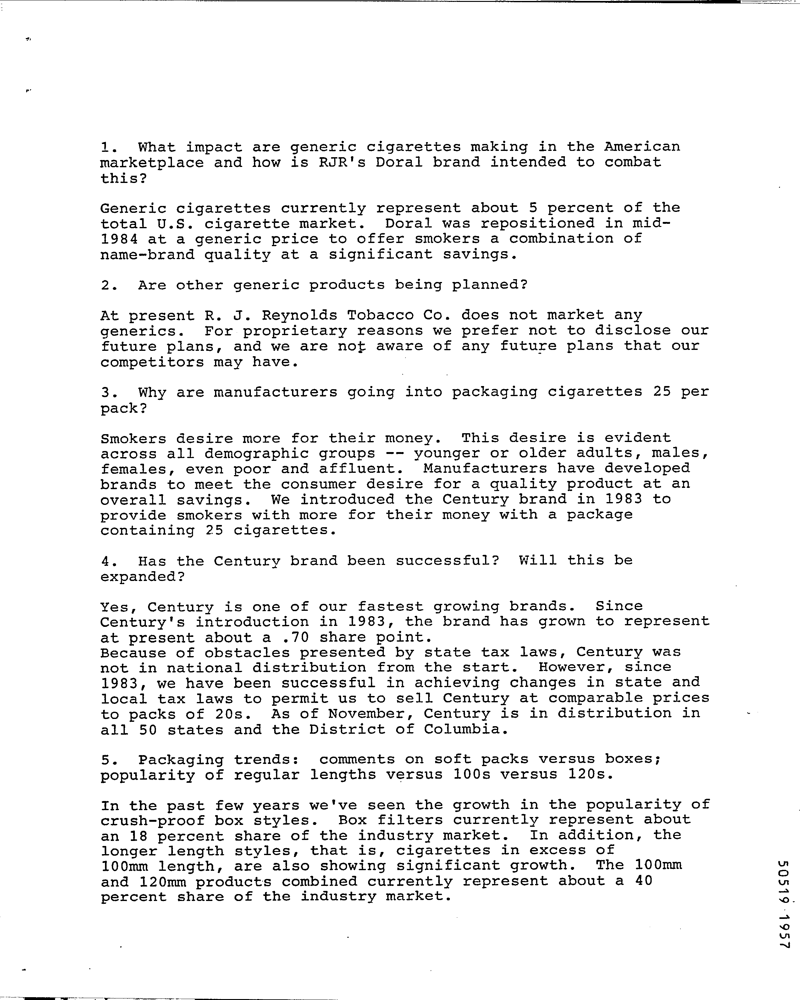 1.  What impact are generic cigarettes making in the American
marketplace and how is RJR's Doral brand intended to combat
this?
Generic cigarettes currently represent about 5 percent of the
total U.S. cigarette market.  Doral was repositioned in mid-
1984 at a generic price to offer smokers a combination of
name-brand quality at a significant savings.
2.  Are other generic products being planned?
At present R. J. Reynolds Tobacco Co. does not market any
generics.  For proprietary reasons we prefer not to disclose our
future plans, and we are not aware of any future plans that our
competitors may have.
3.  Why are manufacturers going into packaging cigarettes 25 per
pack?
Smokers desire more for their money.  This desire is evident
across all demographic groups -- younger or older adults, males,
females, even poor and affluent.  Manufacturers have developed
brands to meet the consumer desire for a quality product at an
overall savings.  We introduced the Century brand in 1983 to
provide smokers with more for their money with a package
containing 25 cigarettes.
4.  Has the Century brand been successful?  Will this be
expanded?
Yes, Century is one of our fastest growing brands.  Since
Century's introduction in 1983, the brand has grown to represent
at present about a .70 share point.
Because of obstacles presented by state tax laws, Century was
not in national distribution from the start.  However, since
1983, we have been successful in achieving changes in state and
local tax laws to permit us to sell Century at comparable prices
to packs of 20s.  As of November, Century is in distribution in
all 50 states and the District of Columbia.
5.  Packaging trends:  comments on soft packs versus boxes;
popularity of regular lengths versus 100s versus 120s.
In the past few years we've seen the growth in the popularity of
crush-proof box styles.  Box filters currently represent about
an 18 percent share of the industry market.  In addition, the
longer length styles, that is, cigarettes in excess of
100mm length, are also showing significant growth.  The 100mm
and 120mm products combined currently represent about a 40
percent share of the industry market.
50519 1957